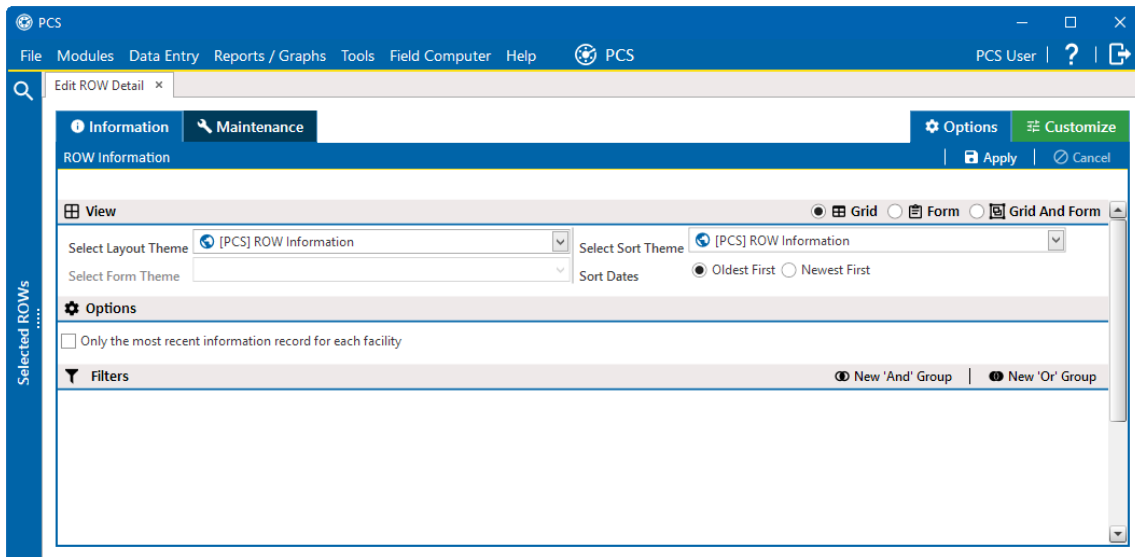 PCS
File Modules Data Entry Reports / Graphs Tools Field Computer Help PCS PCS User ?
Edit ROW Detail ×
Information Maintenance Options Customize
ROW Information Apply Cancel
View Grid Form Grid And Form
Select Layout Theme [PCS] ROW Information Select Sort Theme [PCS] ROW Information
Select Form Theme Sort Dates Oldest First Newest First
Options
Only the most recent information record for each facility
Filters New 'And' Group New 'Or' Group
Selected ROWs